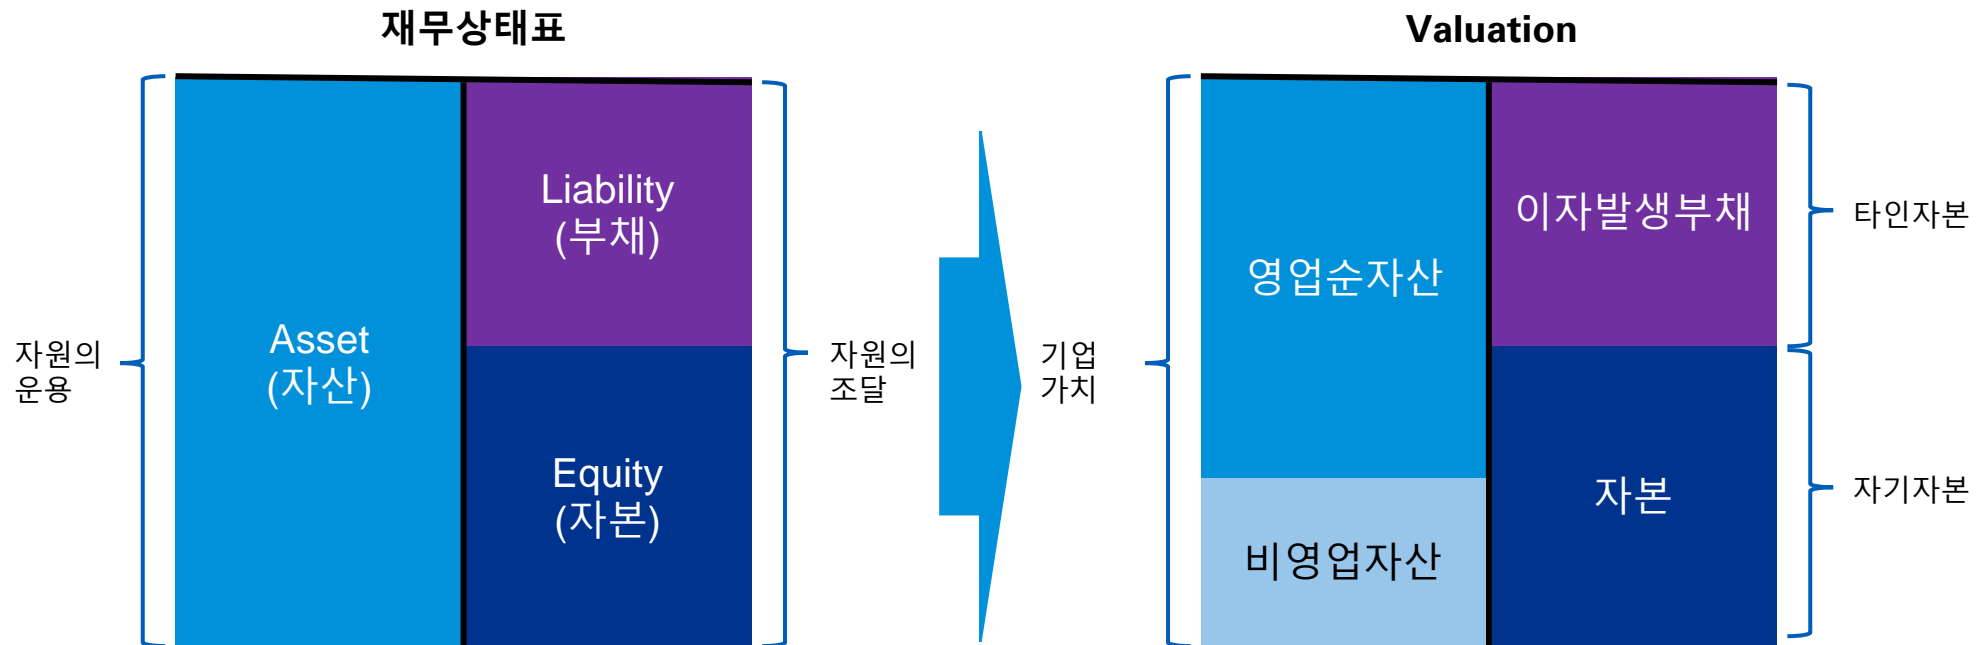 재무상태표
자원의
운용
Asset
(자산)
Liability
(부채)
Equity
(자본)
자원의
조달
Valuation
기업
가치
영업순자산
비영업자산
이자발생부채
자본
타인자본
자기자본